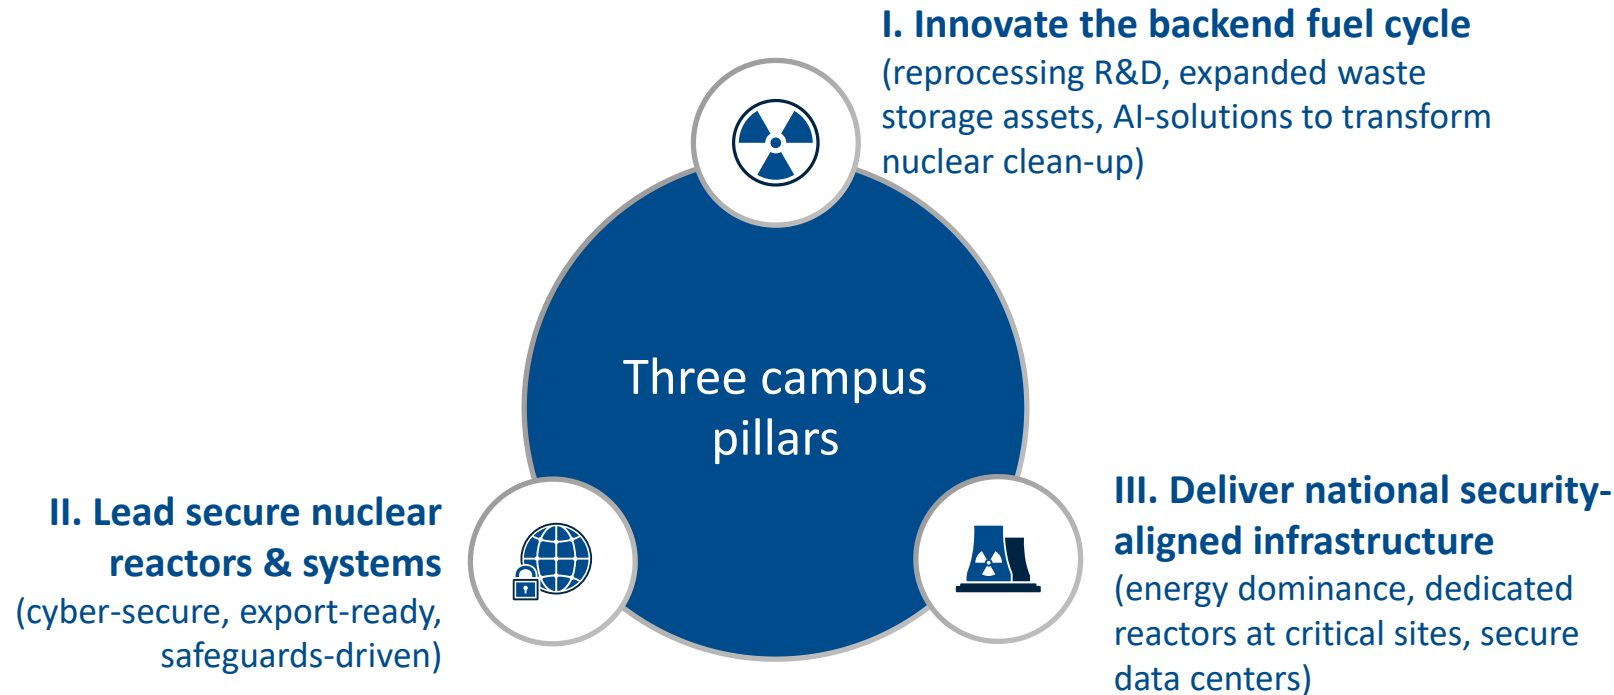 I. Innovate the backend fuel cycle
(reprocessing R&D, expanded waste
storage assets, AI-solutions to transform
nuclear clean-up)
Three campus
pillars
II. Lead secure nuclear
reactors & systems
(cyber-secure, export-ready,
safeguards-driven)
III. Deliver national security-
aligned infrastructure
(energy dominance, dedicated
reactors at critical sites, secure
data centers)